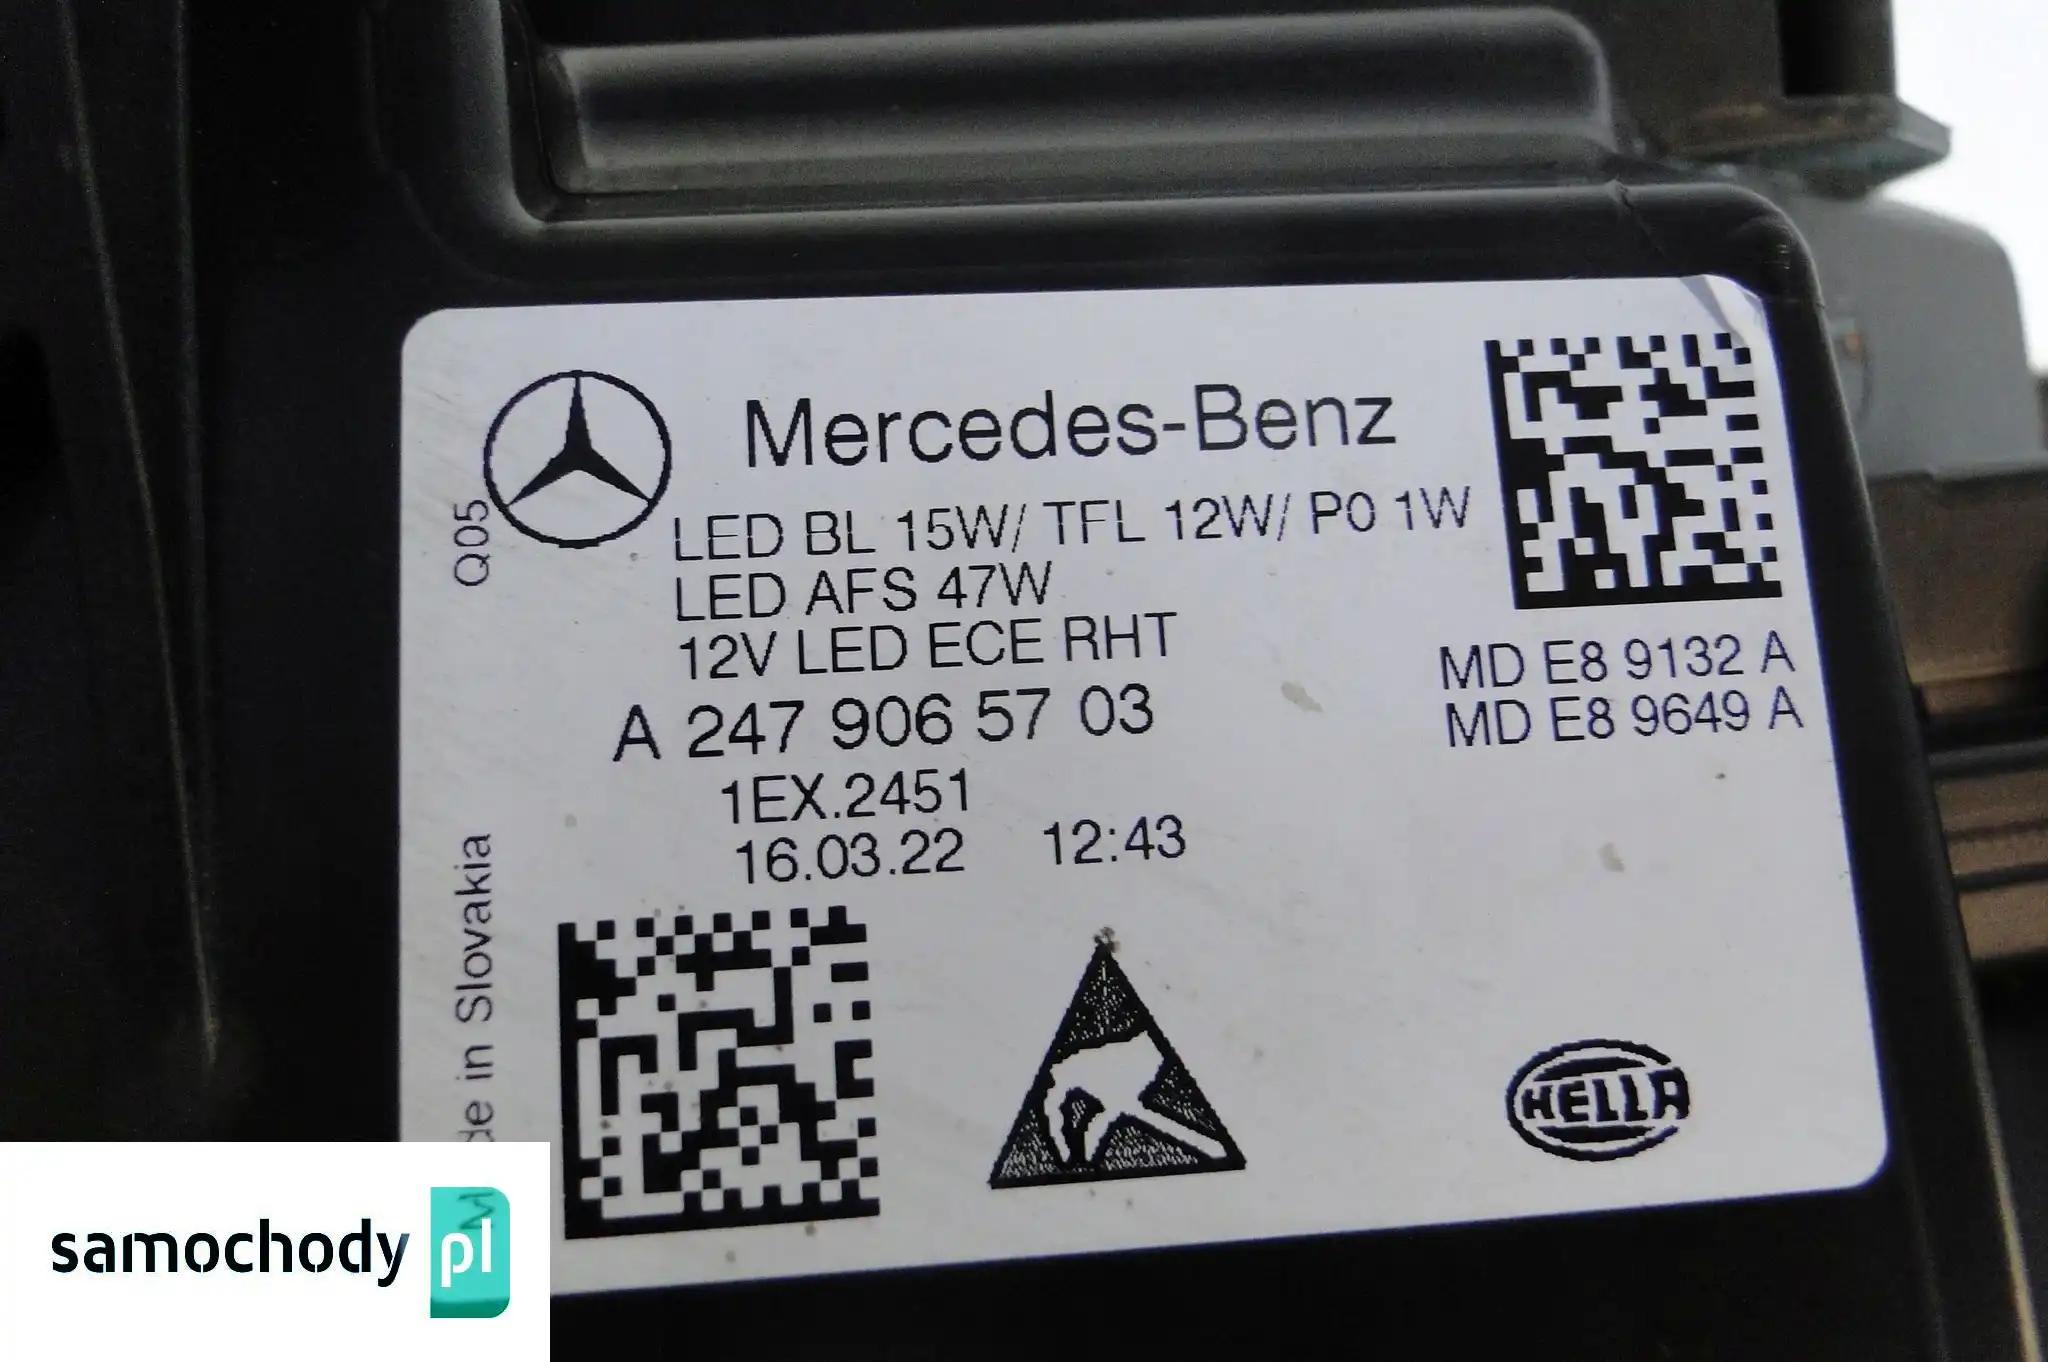 Mercedes-Benz
LED BL 15W/ TFL 12W/ P0 1W
LED AFS 47W
12V LED ECE RHT
A 247 906 57 03
1EX.2451
16.03.22 12:43
MD E8 9132 A
MD E8 9649 A
Q05
de in Slovakia
HELLA
samochody pl